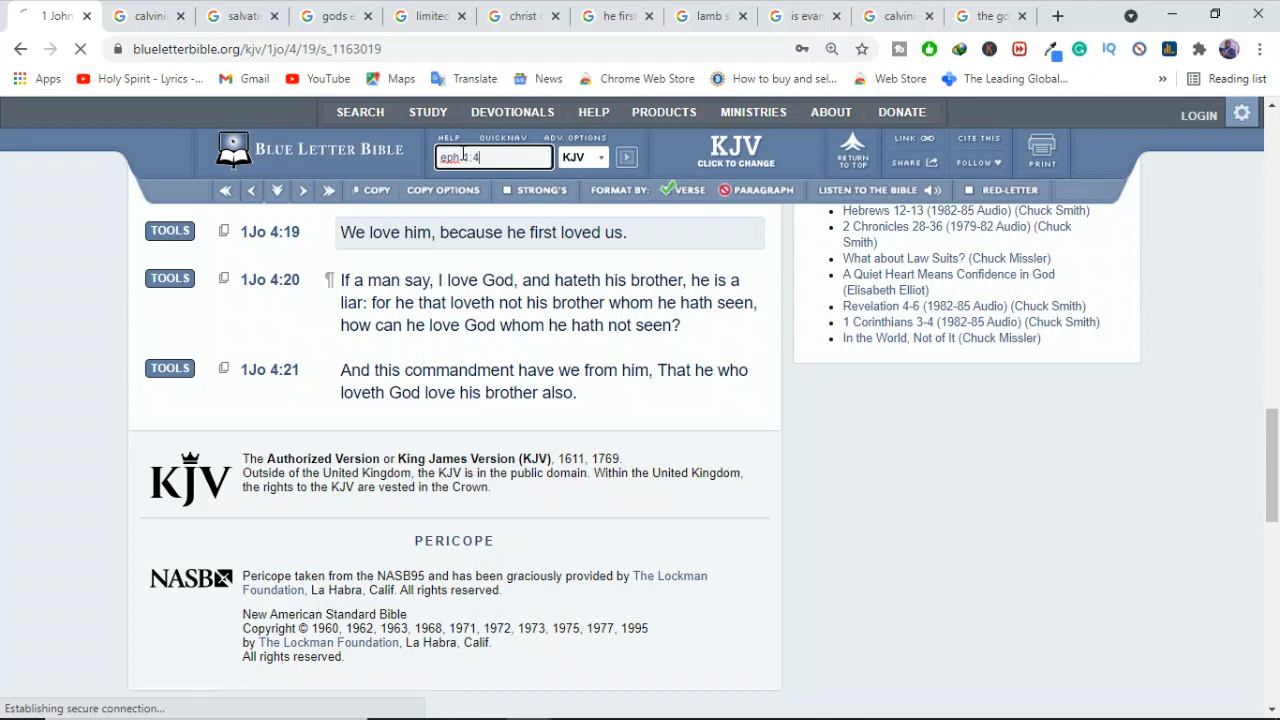 1 John
calvini
salvati
gods e
limited
christ c
he first
lamb s
is evan
calvini
the go
blueletterbible.org/kjv/1jo/4/19/s_1163019
Apps
Holy Spirit - Lyrics -...
Gmail
YouTube
Maps
Translate
News
Chrome Web Store
How to buy and sel...
Web Store
The Leading Global...
»
Reading list
SEARCH
STUDY
DEVOTIONALS
HELP
PRODUCTS
MINISTRIES
ABOUT
DONATE
LOGIN
BLUE LETTER BIBLE
HELP
QUICKNAV
ADV. OPTIONS
eph 1:4
KJV
KJV
CLICK TO CHANGE
RETURN
TO TOP
LINK
CITE THIS
SHARE
FOLLOW
PRINT
COPY
COPY OPTIONS
STRONG'S
FORMAT BY:
VERSE
PARAGRAPH
LISTEN TO THE BIBLE
RED-LETTER
TOOLS
1Jo 4:19
We love him, because he first loved us.
TOOLS
1Jo 4:20
¶ If a man say, I love God, and hateth his brother, he is a
liar: for he that loveth not his brother whom he hath seen,
how can he love God whom he hath not seen?
TOOLS
1Jo 4:21
And this commandment have we from him, That he who
loveth God love his brother also.
Hebrews 12-13 (1982-85 Audio) (Chuck Smith)
2 Chronicles 28-36 (1979-82 Audio) (Chuck
Smith)
What about Law Suits? (Chuck Missler)
A Quiet Heart Means Confidence in God
(Elisabeth Elliot)
Revelation 4-6 (1982-85 Audio) (Chuck Smith)
1 Corinthians 3-4 (1982-85 Audio) (Chuck Smith)
In the World, Not of It (Chuck Missler)
KJV
The Authorized Version or King James Version (KJV), 1611, 1769.
Outside of the United Kingdom, the KJV is in the public domain. Within the United Kingdom,
the rights to the KJV are vested in the Crown.
PERICOPE
NASB
Pericope taken from the NASB95 and has been graciously provided by The Lockman
Foundation, La Habra, Calif. All rights reserved.
New American Standard Bible
Copyright © 1960, 1962, 1963, 1968, 1971, 1972, 1973, 1975, 1977, 1995
by The Lockman Foundation, La Habra, Calif.
All rights reserved.
Establishing secure connection...